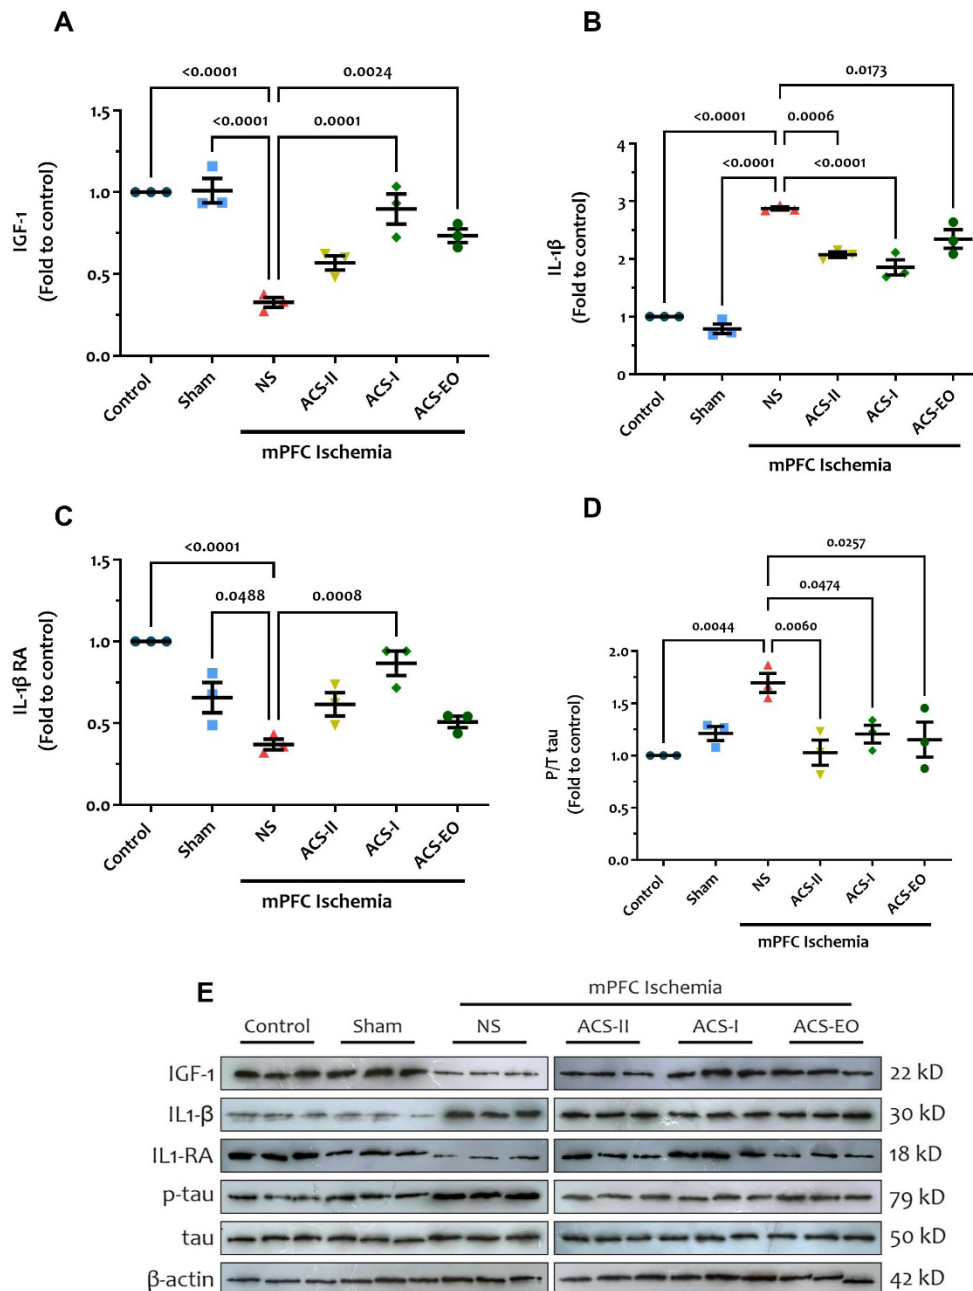 A
<0.0001
0.0024
<0.0001
0.0001
IGF-1
(Fold to control)
1.5
1.0
0.5
0.0
Control
Sham
NS
ACS-II
ACS-I
ACS-EO
mPFC Ischemia
B
0.0173
<0.0001
0.0006
<0.0001
<0.0001
IL-1β
(Fold to control)
4
3
2
1
0
Control
Sham
NS
ACS-II
ACS-I
ACS-EO
mPFC Ischemia
C
<0.0001
0.0488
0.0008
IL-1β RA
(Fold to control)
1.5
1.0
0.5
0.0
Control
Sham
NS
ACS-II
ACS-I
ACS-EO
mPFC Ischemia
D
0.0257
0.0474
0.0044
0.0060
P/T tau
(Fold to control)
2.0
1.5
1.0
0.5
0.0
Control
Sham
NS
ACS-II
ACS-I
ACS-EO
mPFC Ischemia
E
mPFC Ischemia
Control Sham NS ACS-II ACS-I ACS-EO
IGF-1 22 kD
IL1-β 30 kD
IL1-RA 18 kD
p-tau 79 kD
tau 50 kD
β-actin 42 kD